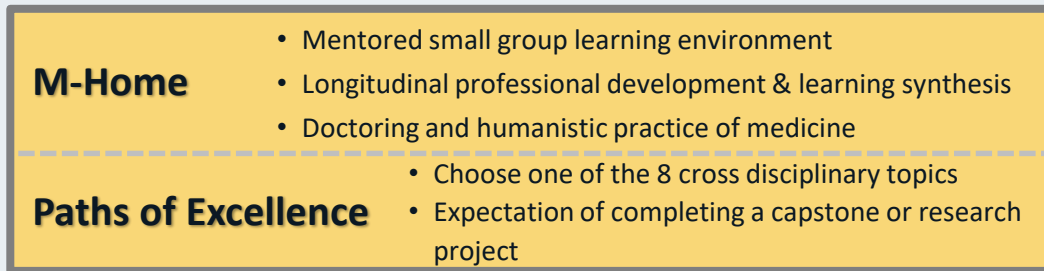 M-Home
• Mentored small group learning environment
• Longitudinal professional development & learning synthesis
• Doctoring and humanistic practice of medicine
Paths of Excellence
• Choose one of the 8 cross disciplinary topics
• Expectation of completing a capstone or research
project